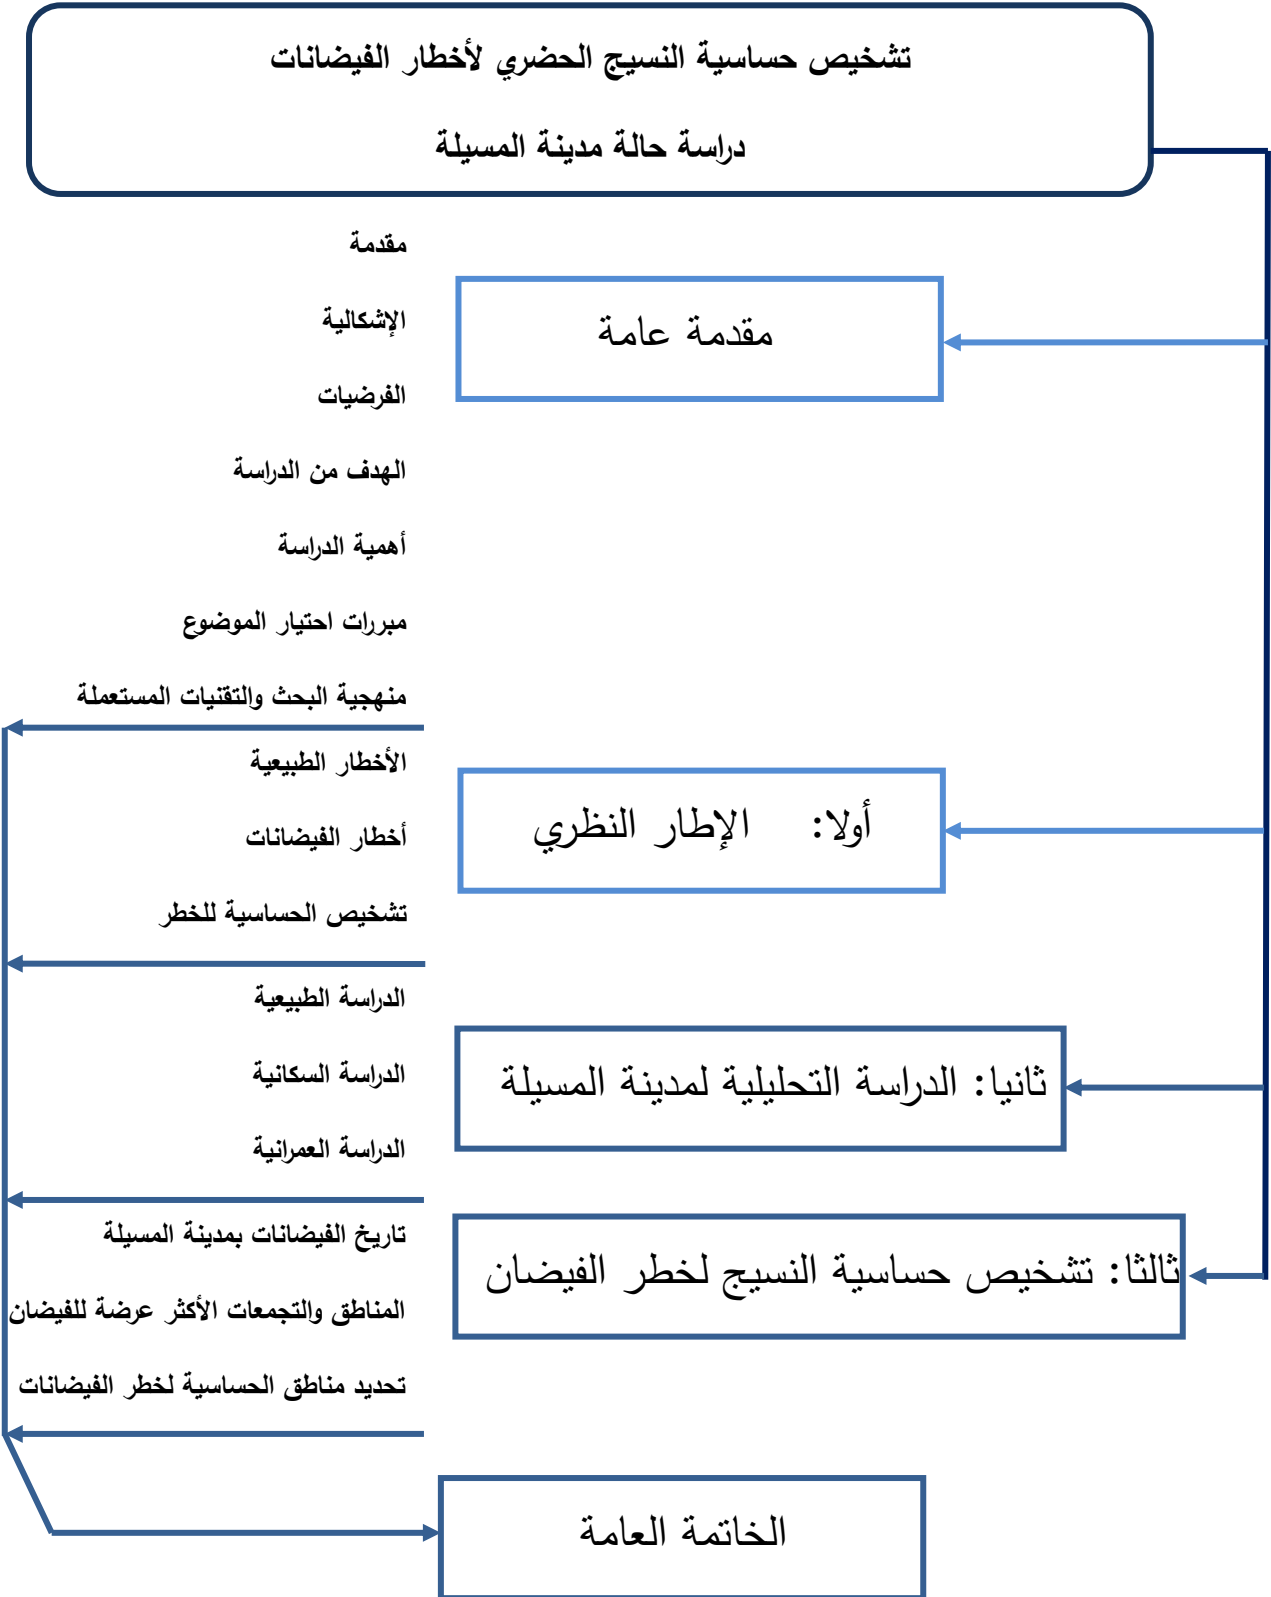 تشخيص حساسية النسيج الحضري لأخطار الفيضانات
دراسة حالة مدينة المسيلة
مقدمة عامة
مقدمة
الإشكالية
الفرضيات
الهدف من الدراسة
أهمية الدراسة
مبررات احتيار الموضوع
منهجية البحث والتقنيات المستعملة
أولا: الإطار النظري
الأخطار الطبيعية
أخطار الفيضانات
تشخيص الحساسية للخطر
ثانيا: الدراسة التحليلية لمدينة المسيلة
الدراسة الطبيعية
الدراسة السكانية
الدراسة العمرانية
ثالثا: تشخيص حساسية النسيج لخطر الفيضان
تاريخ الفيضانات بمدينة المسيلة
المناطق والتجمعات الأكثر عرضة للفيضان
تحديد مناطق الحساسية لخطر الفيضانات
الخاتمة العامة